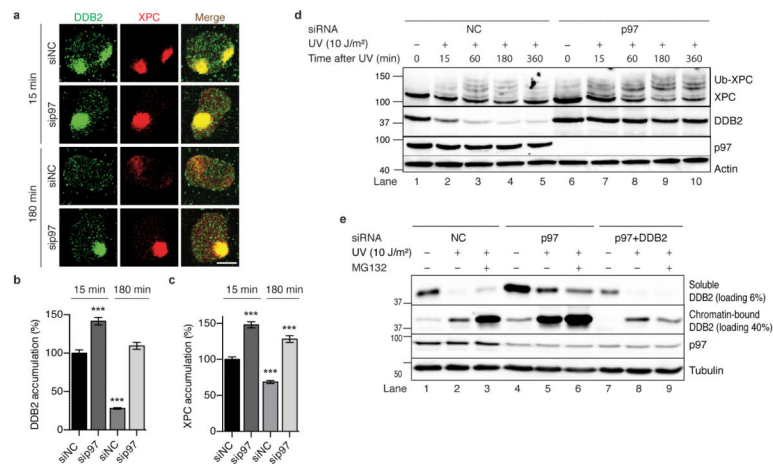 a
DDB2 XPC Merge
15 min
siNC
sip97
180 min
siNC
sip97
b
15 min 180 min
DDB2 accumulation (%)
150
100
50
0
***
***
siNC sip97 siNC sip97
c
15 min 180 min
XPC accumulation (%)
150
100
50
0
***
***
***
siNC sip97 siNC sip97
d
siRNA NC p97
UV (10 J/m²) – + + + + – + + + +
Time after UV (min) 0 15 60 180 360 0 15 60 180 360
150
100
37
40
Ub-XPC
XPC
DDB2
p97
Actin
Lane 1 2 3 4 5 6 7 8 9 10
e
siRNA NC p97 p97+DDB2
UV (10 J/m²) – + + – + + – + +
MG132 – – + – – + – – +
37
37
100
50
Soluble
DDB2 (loading 6%)
Chromatin-bound
DDB2 (loading 40%)
p97
Tubulin
Lane 1 2 3 4 5 6 7 8 9